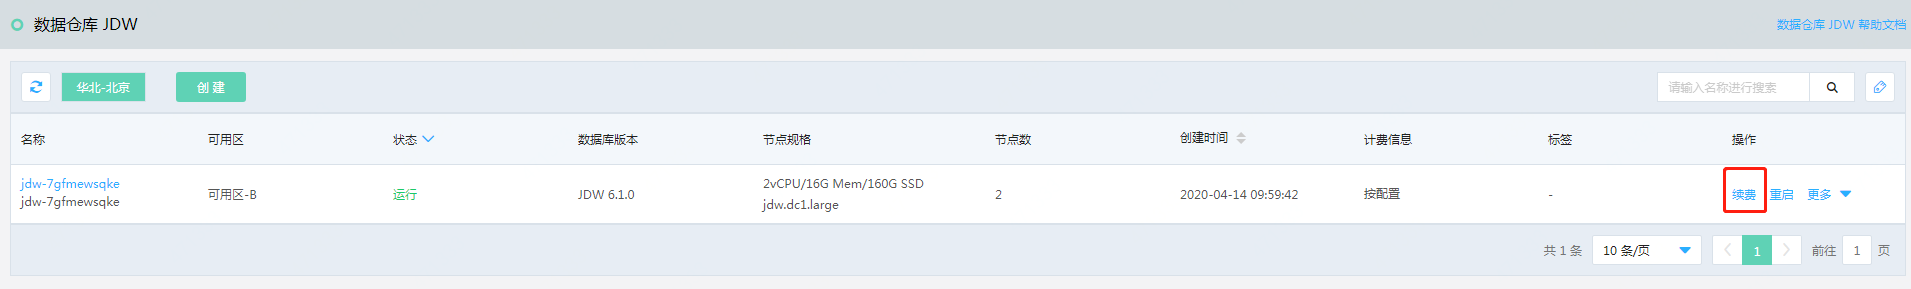 数据仓库 JDW
数据仓库 JDW 帮助文档
华北-北京
创 建
请输入名称进行搜索
名称 可用区 状态 数据库版本 节点规格 节点数 创建时间 计费信息 标签 操作
jdw-7gfmewsqke
jdw-7gfmewsqke
可用区-B
运行
JDW 6.1.0
2vCPU/16G Mem/160G SSD
jdw.dc1.large
2
2020-04-14 09:59:42
按配置
-
续费 重启 更多
共 1 条 10 条/页 1 前往 1 页